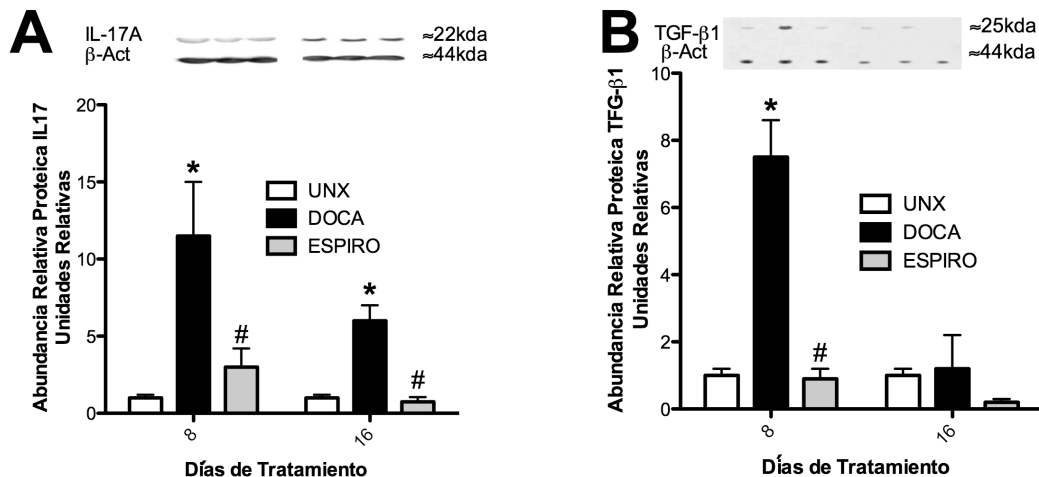 A
IL-17A ≈22kda
β-Act ≈44kda
Abundancia Relativa Proteica IL17
Unidades Relativas
20
15
10
5
0
*
#
*
#
UNX
DOCA
ESPIRO
8
16
Días de Tratamiento
B
TGF-β1 ≈25kda
β-Act ≈44kda
Abundancia Relativa Proteica TFG-β1
Unidades Relativas
10
8
6
4
2
0
*
#
UNX
DOCA
ESPIRO
8
16
Días de Tratamiento